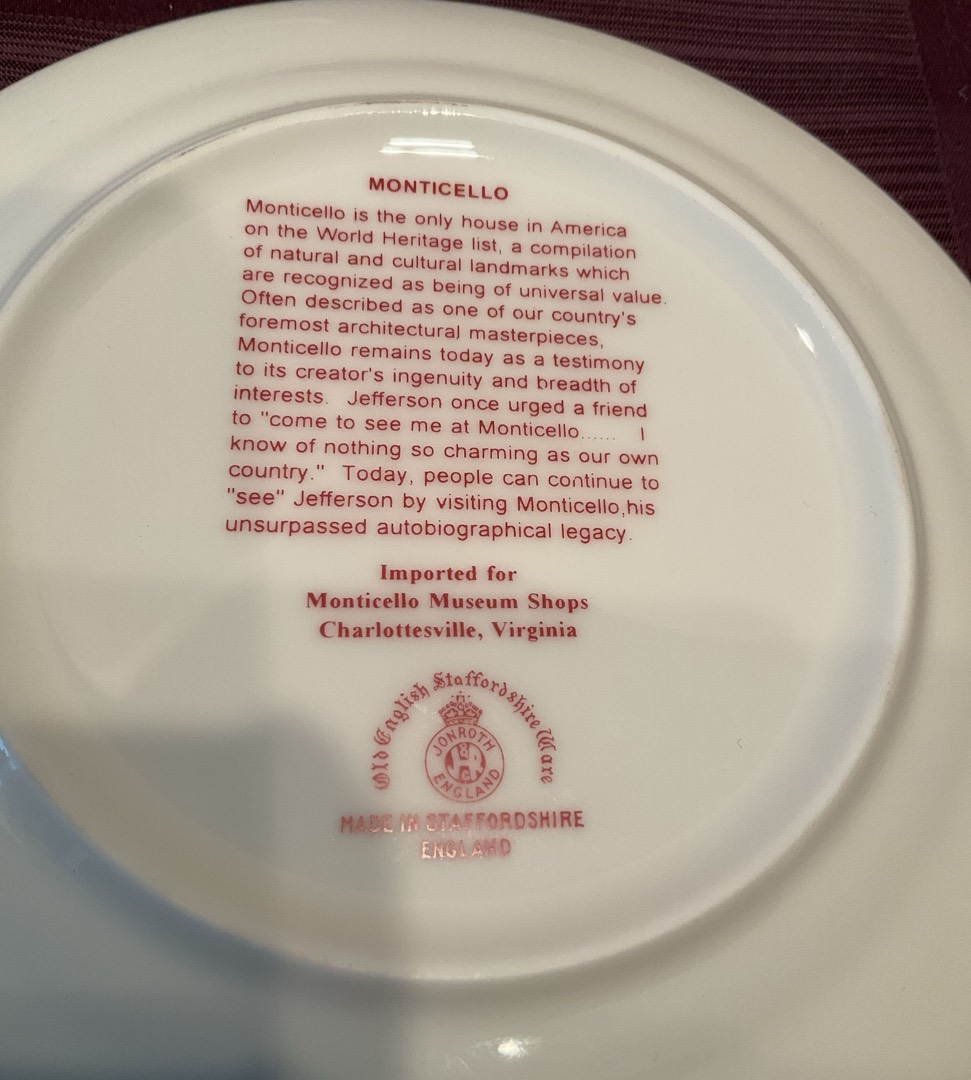 MONTICELLO
Monticello is the only house in America
on the World Heritage list, a compilation
of natural and cultural landmarks which
are recognized as being of universal value.
Often described as one of our country's
foremost architectural masterpieces,
Monticello remains today as a testimony
to its creator's ingenuity and breadth of
interests. Jefferson once urged a friend
to "come to see me at Monticello...... I
know of nothing so charming as our own
country." Today, people can continue to
"see" Jefferson by visiting Monticello,his
unsurpassed autobiographical legacy.
Imported for
Monticello Museum Shops
Charlottesville, Virginia
Old English Staffordshire Ware
JONROTH
ENGLAND
MADE IN STAFFORDSHIRE
ENGLAND